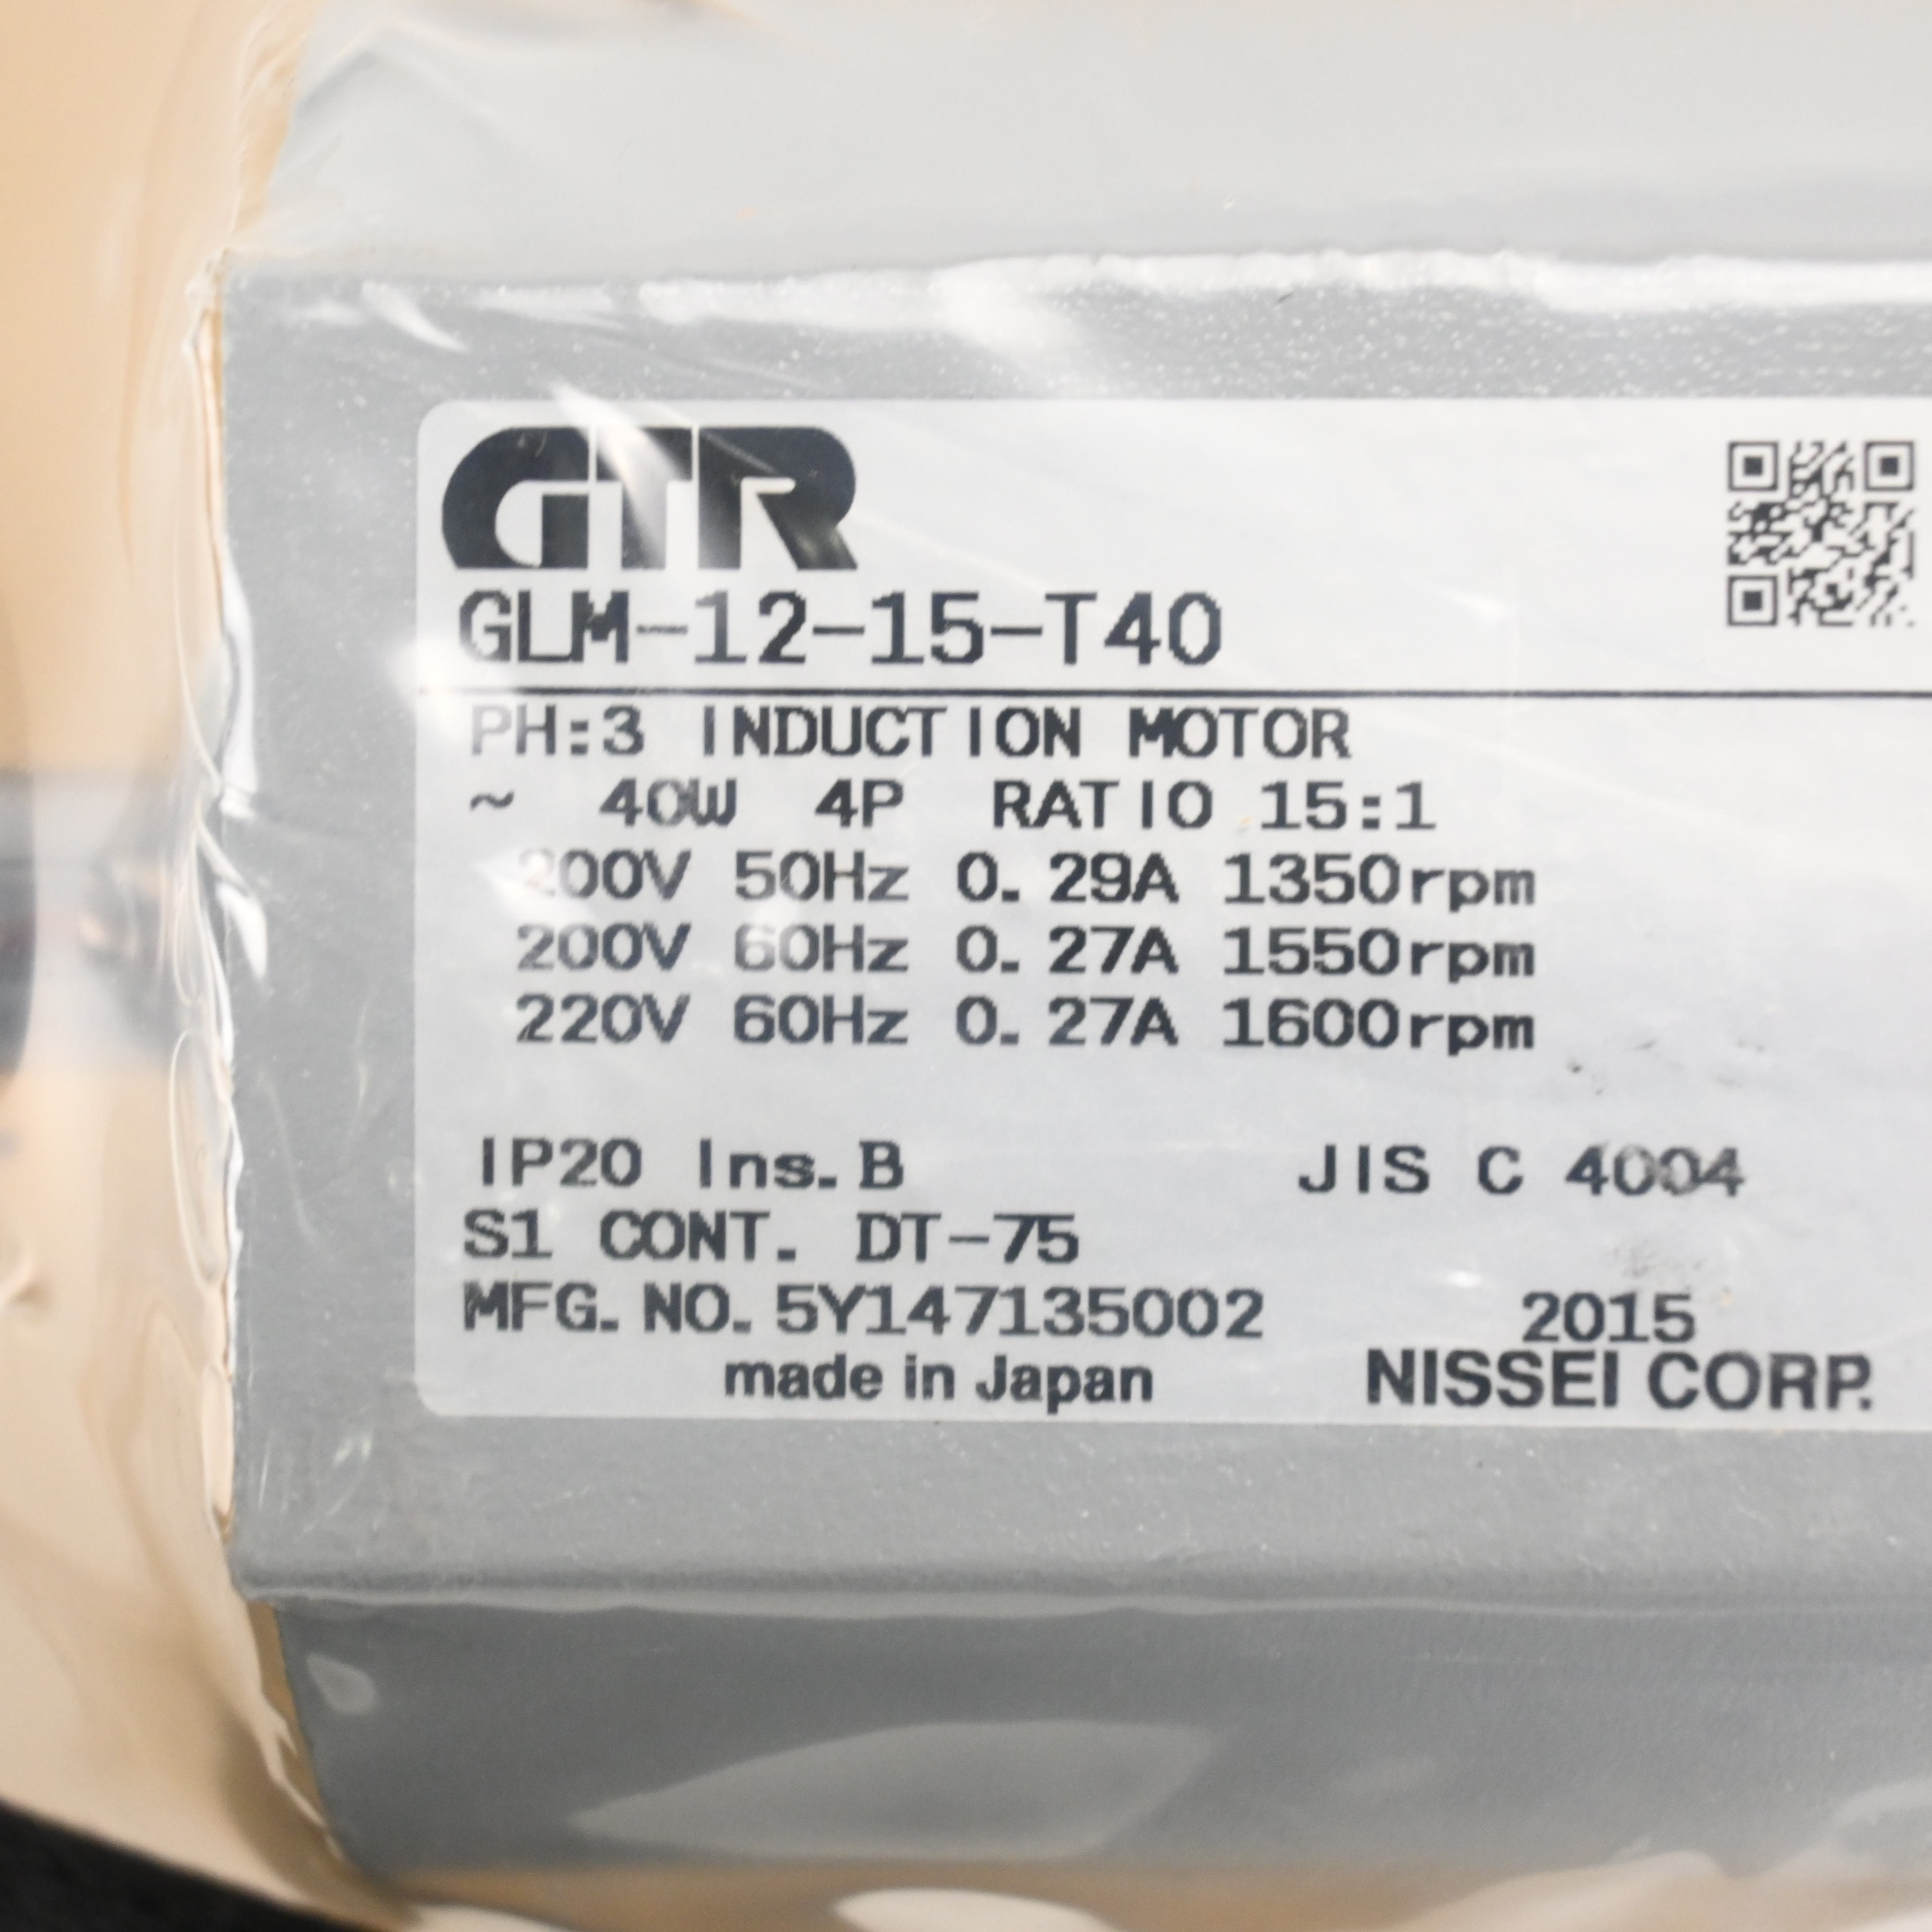 GTR
GLM-12-15-T40
PH:3 INDUCTION MOTOR
~ 40W 4P RATIO 15:1
200V 50Hz 0.29A 1350rpm
200V 60Hz 0.27A 1550rpm
220V 60Hz 0.27A 1600rpm
IP20 Ins.B JIS C 4004
S1 CONT. DT-75
MFG.NO.5Y147135002 2015
made in Japan NISSEI CORP.